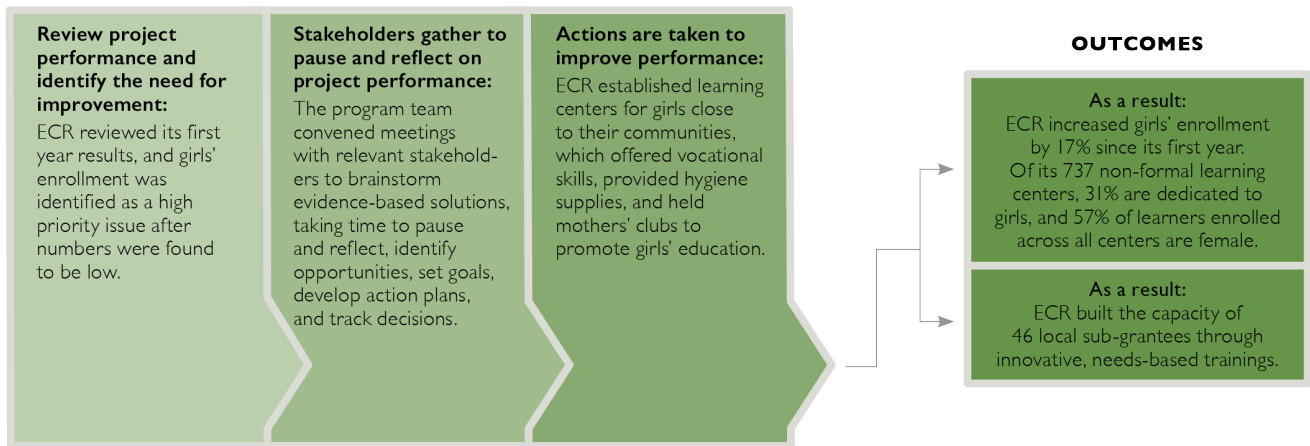 Review project
performance and
identify the need for
improvement:
ECR reviewed its first
year results, and girls’
enrollment was
identified as a high
priority issue after
numbers were found
to be low.
Stakeholders gather to
pause and reflect on
project performance:
The program team
convened meetings
with relevant stakehold-
ers to brainstorm
evidence-based solutions,
taking time to pause
and reflect, identify
opportunities, set goals,
develop action plans,
and track decisions.
Actions are taken to
improve performance:
ECR established learning
centers for girls close
to their communities,
which offered vocational
skills, provided hygiene
supplies, and held
mothers’ clubs to
promote girls’ education.
OUTCOMES
As a result:
ECR increased girls’ enrollment
by 17% since its first year.
Of its 737 non-formal learning
centers, 31% are dedicated to
girls, and 57% of learners enrolled
across all centers are female.
As a result:
ECR built the capacity of
46 local sub-grantees through
innovative, needs-based trainings.